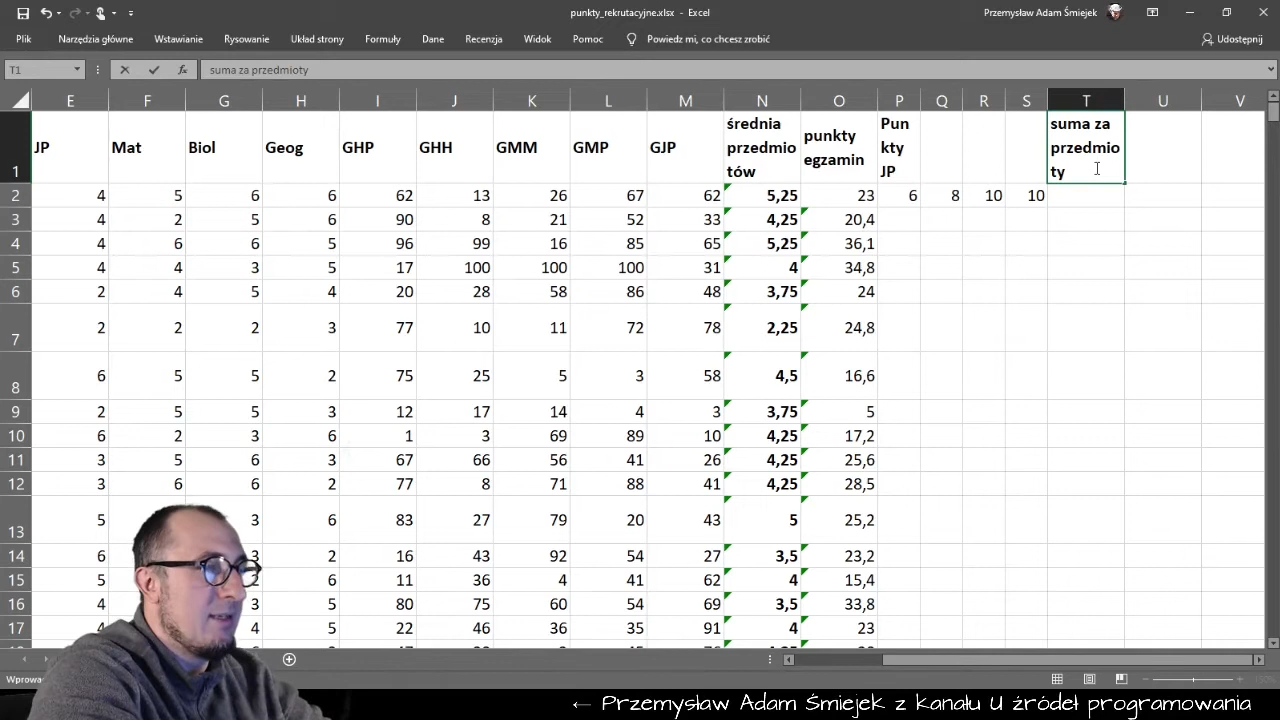 punkty_rekrutacyjne.xlsx - Excel
Przemysław Adam Śmiejek
Plik Narzędzia główne Wstawianie Rysowanie Układ strony Formuły Dane Recenzja Widok Pomoc Powiedz mi, co chcesz zrobić Udostępnij
T1 fx suma za przedmioty
E F G H I J K L M N O P Q R S T U V
1 JP Mat Biol Geog GHP GHH GMM GMP GJP średnia przedmiotów punkty egzamin Punkty JP suma za przedmioty
2 4 5 6 6 62 13 26 67 62 5,25 23 6 8 10 10
3 4 2 5 6 90 8 21 52 33 4,25 20,4
4 4 6 6 5 96 99 16 85 65 5,25 36,1
5 4 4 3 5 17 100 100 100 31 4 34,8
6 2 4 5 4 20 28 58 86 48 3,75 24
7 2 2 2 3 77 10 11 72 78 2,25 24,8
8 6 5 5 2 75 25 5 3 58 4,5 16,6
9 2 5 5 3 12 17 14 4 3 3,75 5
10 6 2 3 6 1 3 69 89 10 4,25 17,2
11 3 5 6 3 67 66 56 41 26 4,25 25,6
12 3 6 6 2 77 8 71 88 41 4,25 28,5
13 5 3 6 83 27 79 20 43 5 25,2
14 6 3 2 16 43 92 54 27 3,5 23,2
15 5 2 6 11 36 4 41 62 4 15,4
16 4 3 5 80 75 60 54 69 3,5 33,8
17 4 4 5 22 46 36 35 91 4 23
← Przemysław Adam Śmiejek z kanału U źródeł programowania